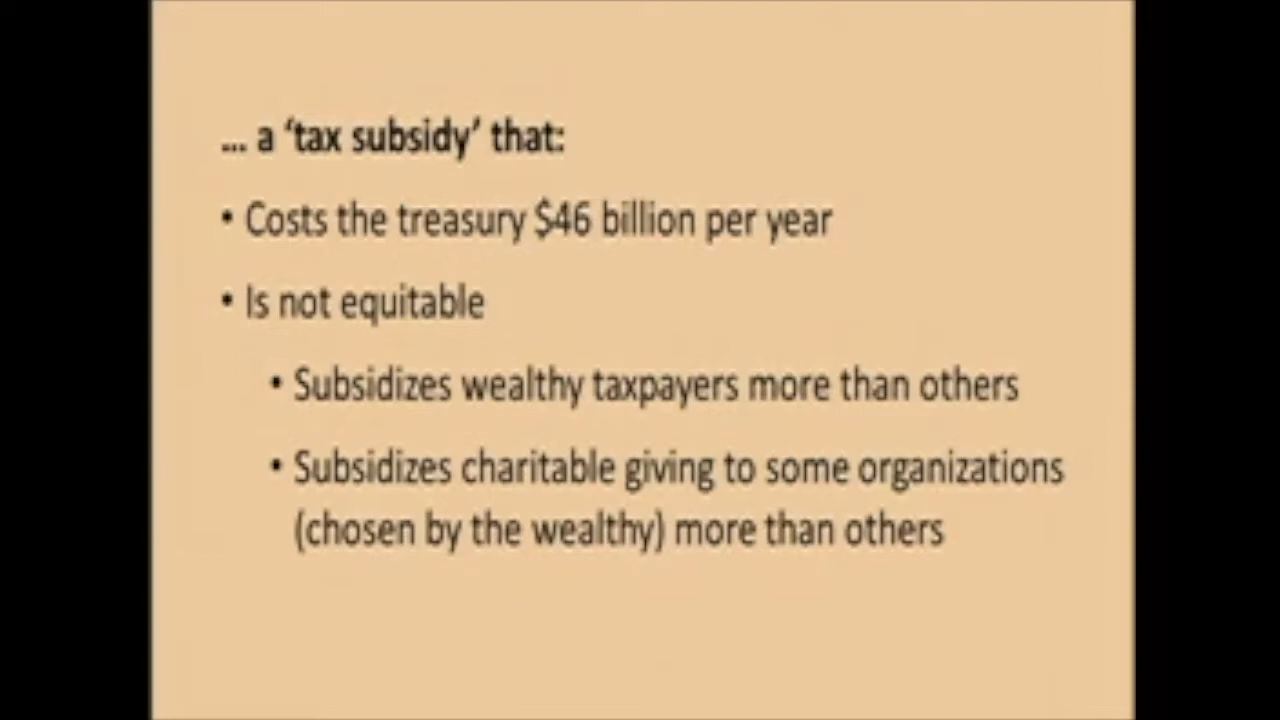 ... a ‘tax subsidy’ that:
• Costs the treasury $46 billion per year
• Is not equitable
• Subsidizes wealthy taxpayers more than others
• Subsidizes charitable giving to some organizations
(chosen by the wealthy) more than others